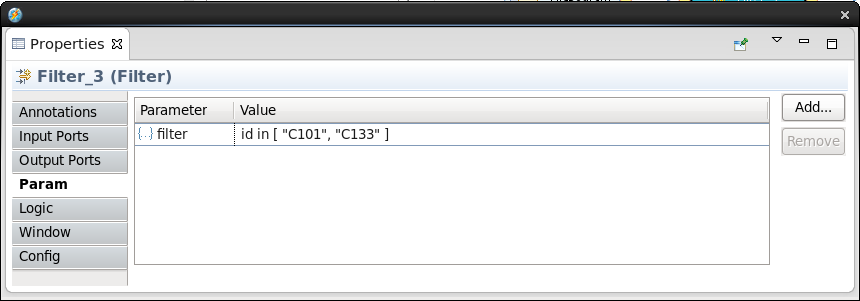 Properties
Filter_3 (Filter)
Annotations
Input Ports
Output Ports
Param
Logic
Window
Config
Parameter Value
{...} filter id in [ "C101", "C133" ]
Add...
Remove